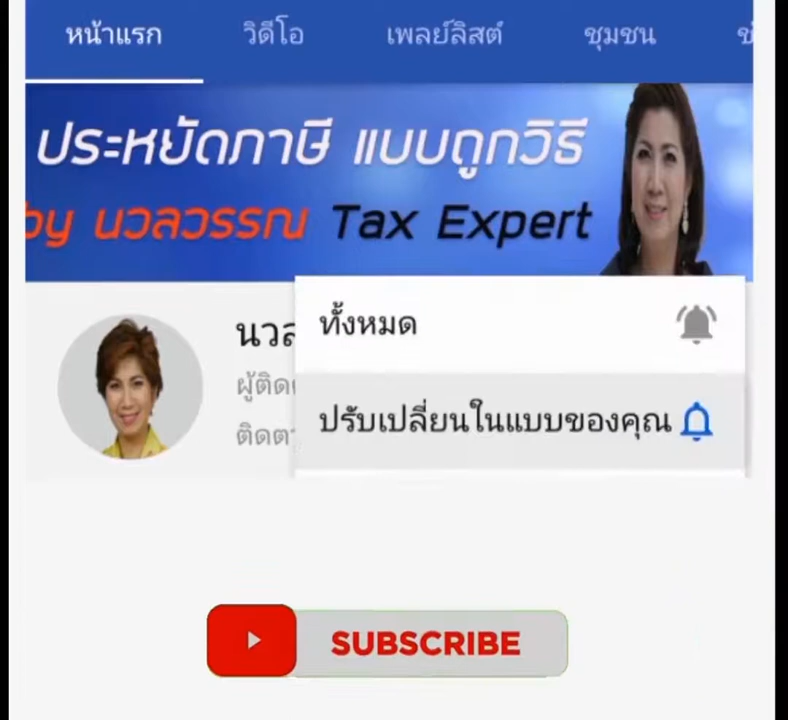 หน้าแรก วิดีโอ เพลย์ลิสต์ ชุมชน
ประหยัดภาษี แบบถูกวิธี
by นวลวรรณ Tax Expert
ทั้งหมด
ปรับเปลี่ยนในแบบของคุณ
SUBSCRIBE